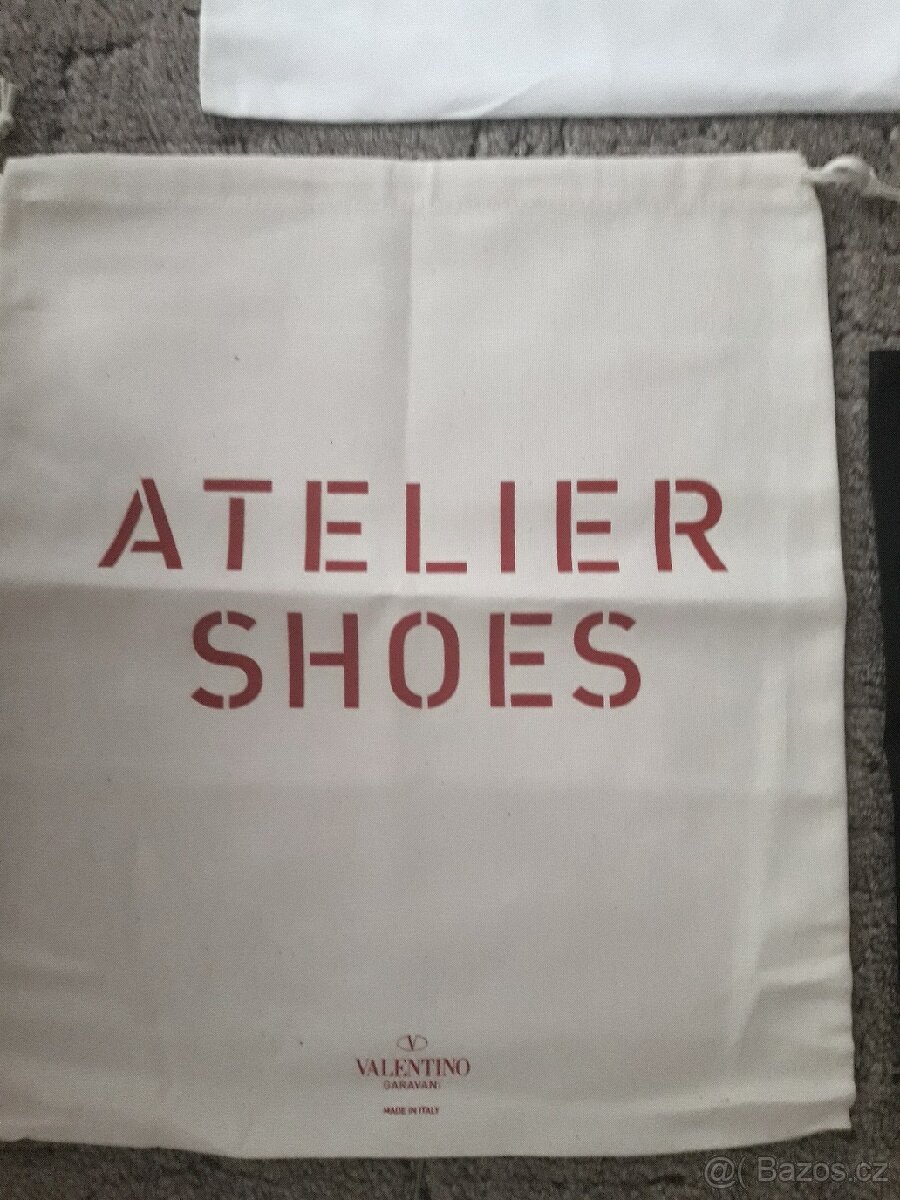 ATELIER
SHOES
V
VALENTINO
GARAVANI
MADE IN ITALY
@( Bazos.cz